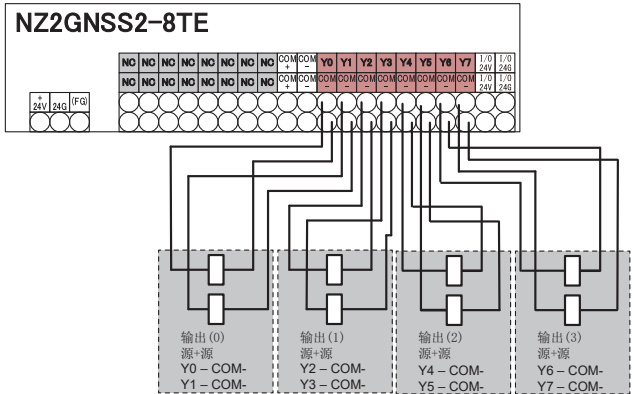 NZ2GNSS2-8TE
NC NC NC NC NC NC NC NC COM + COM - Y0 Y1 Y2 Y3 Y4 Y5 Y6 Y7 I/O 24V I/O 24G
NC NC NC NC NC NC NC NC COM + COM - COM - COM - COM - COM - COM - COM - COM - COM - I/O 24V I/O 24G
+ 24V 24G (FG)
输出(0)
源+源
Y0 – COM-
Y1 – COM-
输出(1)
源+源
Y2 – COM-
Y3 – COM-
输出(2)
源+源
Y4 – COM-
Y5 – COM-
输出(3)
源+源
Y6 – COM-
Y7 – COM-